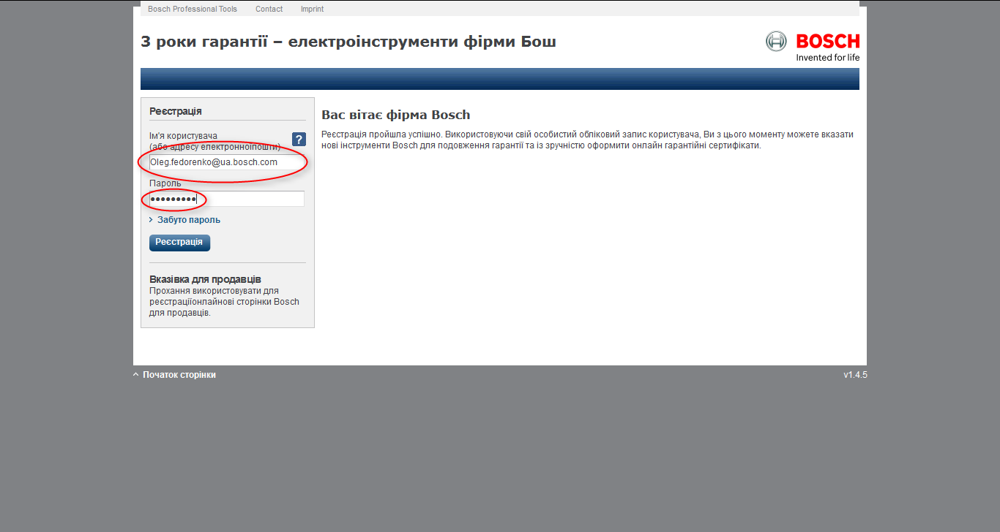 Bosch Professional Tools Contact Imprint
3 роки гарантії – електроінструменти фірми Бош
BOSCH
Invented for life
Реєстрація
Ім'я користувача
(або адресу електронноїпошти)
?
Oleg.fedorenko@ua.bosch.com
Пароль
•••••••••
Забуто пароль
Реєстрація
Вказівка для продавців
Прохання використовувати для
реєстраціїонлайнові сторінки Bosch
для продавців.
Вас вітає фірма Bosch
Реєстрація пройшла успішно. Використовуючи свій особистий обліковий запис користувача, Ви з цього моменту можете вказати
нові інструменти Bosch для подовження гарантії та із зручністю оформити онлайн гарантійні сертифікати.
Початок сторінки
v1.4.5